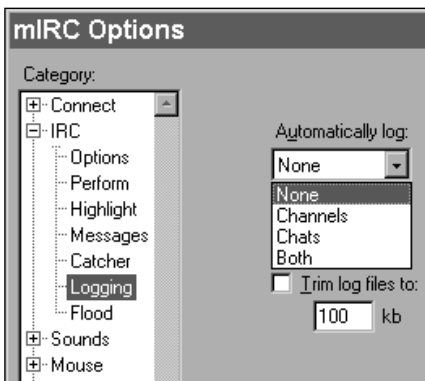 mIRC Options
Category:
Connect
IRC
Options
Perform
Highlight
Messages
Catcher
Logging
Flood
Sounds
Mouse
Automatically log:
None
None
Channels
Chats
Both
Trim log files to:
100 kb